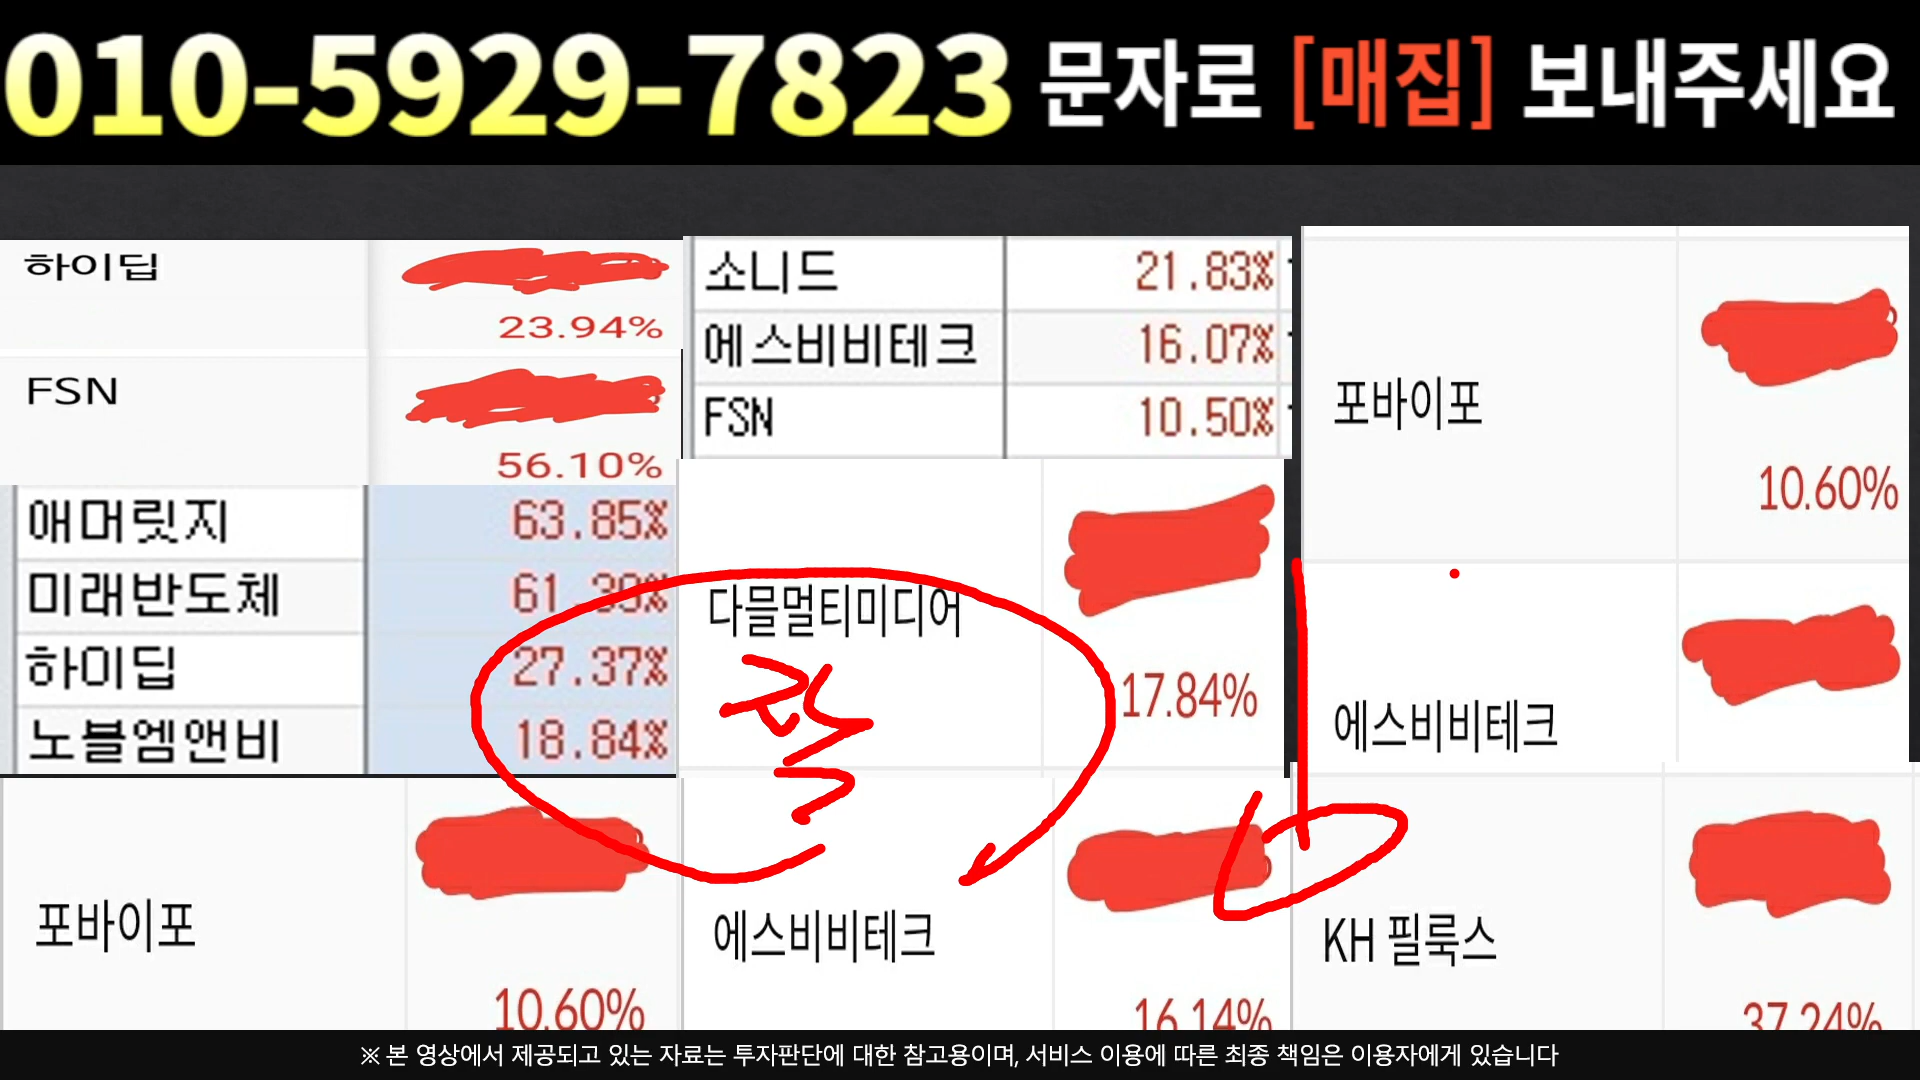 010-5929-7823 문자로 [매집] 보내주세요
하이딥
23.94%
FSN
56.10%
애머릿지 63.85%
미래반도체 61.39%
하이딥 27.37%
노블엠앤비 18.84%
소니드 21.83%
에스비비테크 16.07%
FSN 10.50%
다믈멀티미디어
17.84%
포바이포
10.60%
에스비비테크
포바이포
10.60%
에스비비테크
16.14%
KH 필룩스
37.24%
※ 본 영상에서 제공되고 있는 자료는 투자판단에 대한 참고용이며, 서비스 이용에 따른 최종 책임은 이용자에게 있습니다